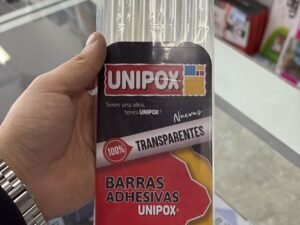 UNIPOX
tenés una idea,
tenés UNIPOX!
Nuevas
100%
TRANSPARENTES
BARRAS
ADHESIVAS
UNIPOX